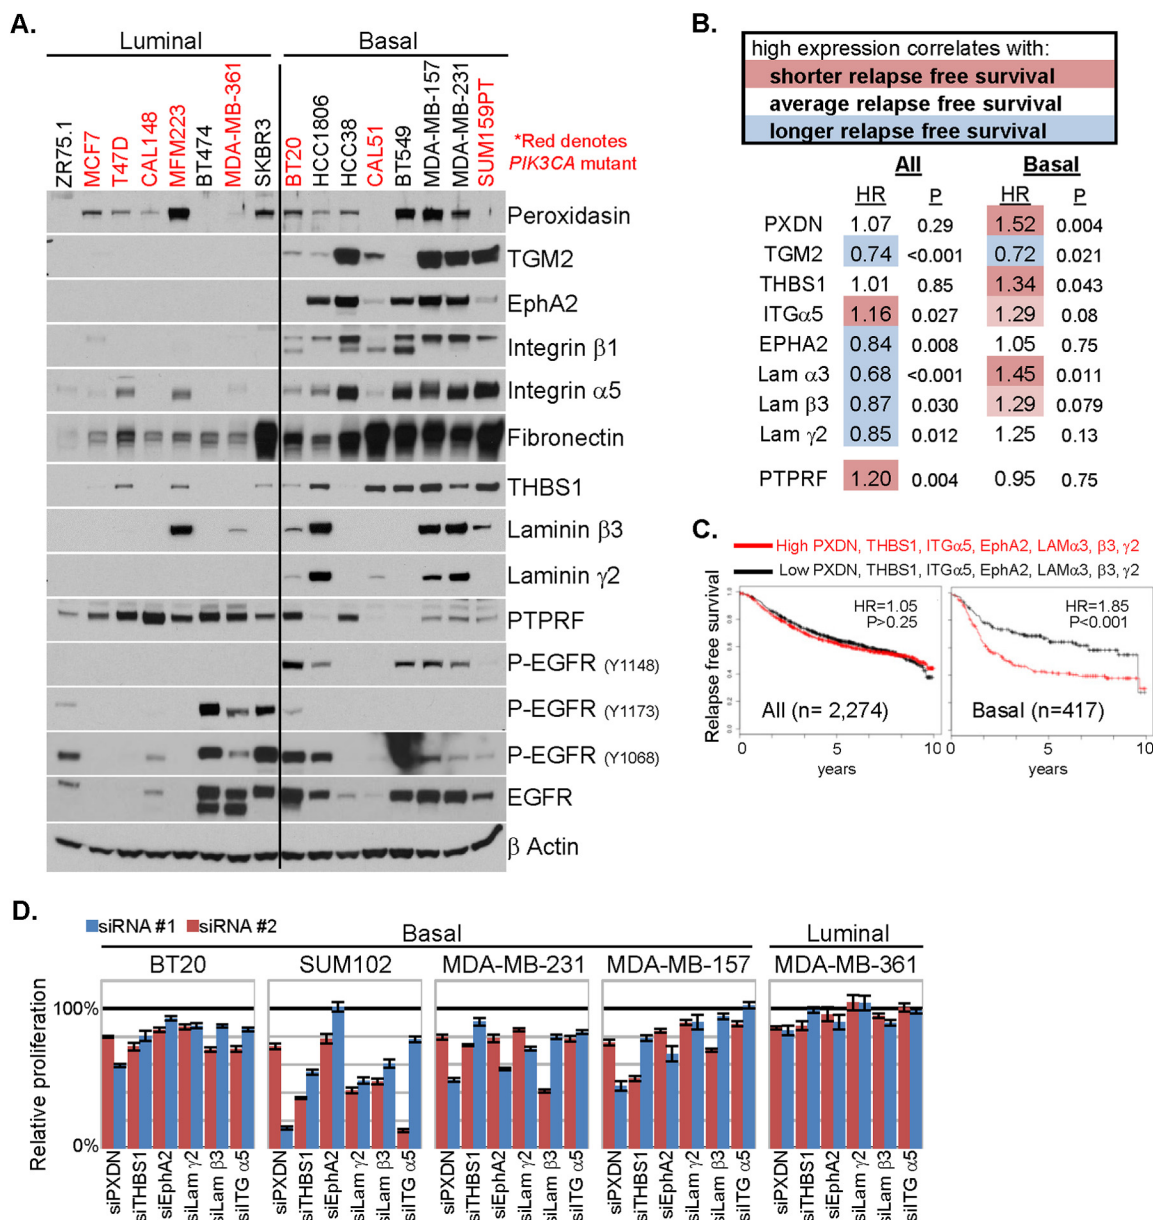 A.
Luminal
Basal
ZR75.1
MCF7
T47D
CAL148
MFM223
BT474
MDA-MB-361
SKBR3
BT20
HCC1806
HCC38
CAL51
BT549
MDA-MB-157
MDA-MB-231
SUM159PT
*Red denotes
PIK3CA mutant
Peroxidasin
TGM2
EphA2
Integrin β1
Integrin α5
Fibronectin
THBS1
Laminin β3
Laminin γ2
PTPRF
P-EGFR (Y1148)
P-EGFR (Y1173)
P-EGFR (Y1068)
EGFR
β Actin
B.
high expression correlates with:
shorter relapse free survival
average relapse free survival
longer relapse free survival
All Basal
HR P HR P
PXDN 1.07 0.29 1.52 0.004
TGM2 0.74 <0.001 0.72 0.021
THBS1 1.01 0.85 1.34 0.043
ITGα5 1.16 0.027 1.29 0.08
EPHA2 0.84 0.008 1.05 0.75
Lam α3 0.68 <0.001 1.45 0.011
Lam β3 0.87 0.030 1.29 0.079
Lam γ2 0.85 0.012 1.25 0.13
PTPRF 1.20 0.004 0.95 0.75
C.
High PXDN, THBS1, ITGα5, EphA2, LAMα3, β3, γ2
Low PXDN, THBS1, ITGα5, EphA2, LAMα3, β3, γ2
Relapse free survival
1.0
0.8
0.6
0.4
0.2
0.0
HR=1.05
P>0.25
All (n= 2,274)
0 5 10
years
HR=1.85
P<0.001
Basal (n=417)
0 5 10
years
D.
siRNA #1 siRNA #2
Basal
Luminal
BT20 SUM102 MDA-MB-231 MDA-MB-157 MDA-MB-361
Relative proliferation
100%
0%
siPXDN
siTHBS1
siEphA2
siLam γ2
siLam β3
siITG α5
siPXDN
siTHBS1
siEphA2
siLam γ2
siLam β3
siITG α5
siPXDN
siTHBS1
siEphA2
siLam γ2
siLam β3
siITG α5
siPXDN
siTHBS1
siEphA2
siLam γ2
siLam β3
siITG α5
siPXDN
siTHBS1
siEphA2
siLam γ2
siLam β3
siITG α5